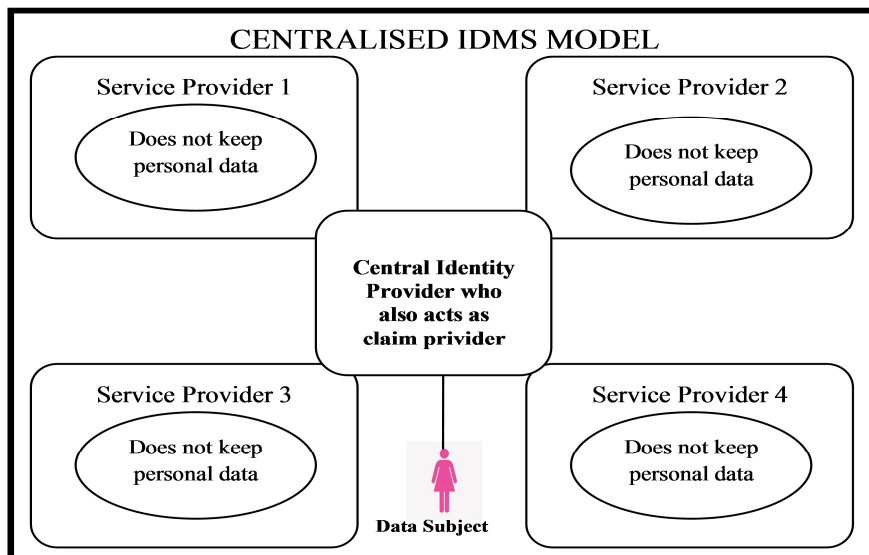 CENTRALISED IDMS MODEL
Service Provider 1
Does not keep
personal data
Service Provider 2
Does not keep
personal data
Central Identity
Provider who
also acts as
claim privider
Service Provider 3
Does not keep
personal data
Service Provider 4
Does not keep
personal data
Data Subject